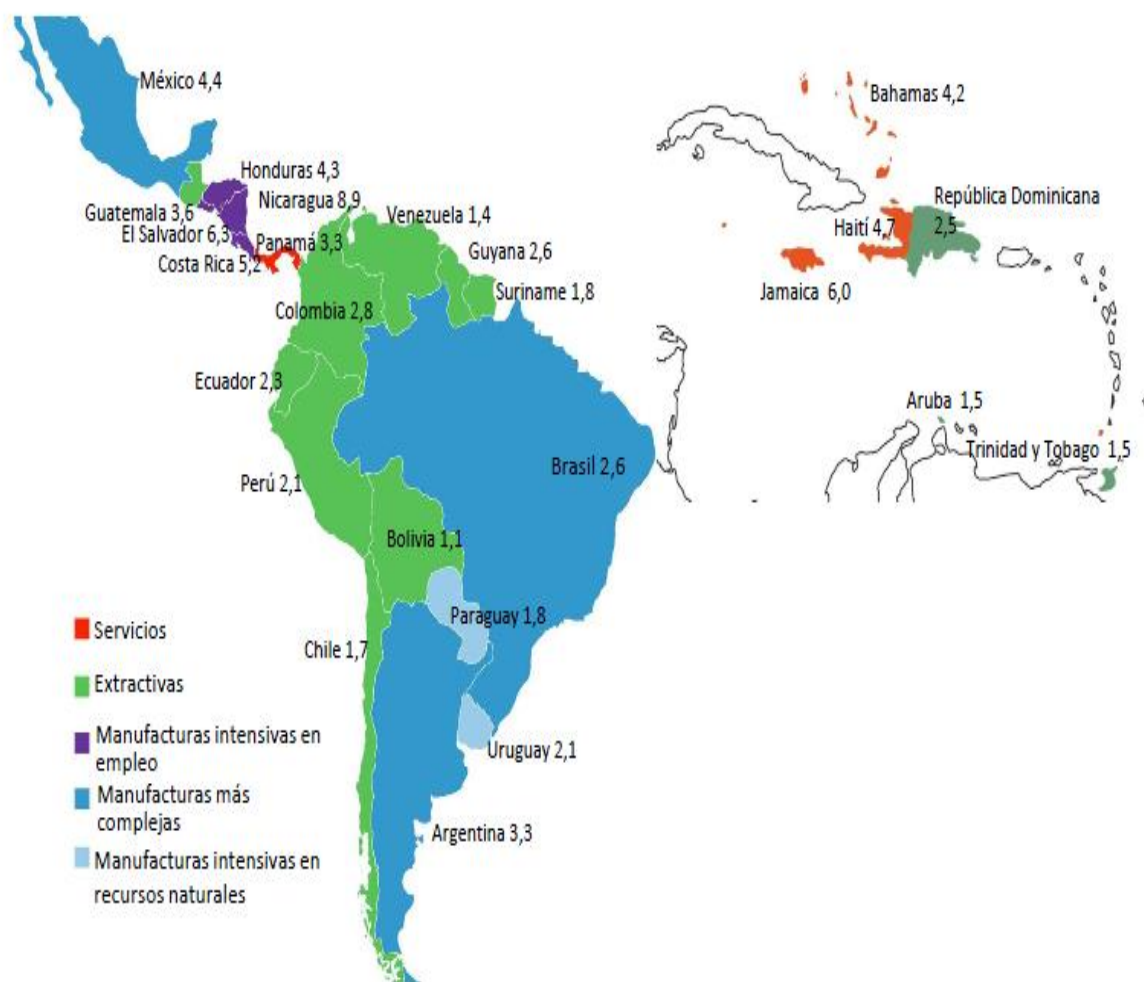 México 4,4
Honduras 4,3
Nicaragua 8,9
Guatemala 3,6
El Salvador 6,3
Panamá 3,3
Costa Rica 5,2
Venezuela 1,4
Guyana 2,6
Suriname 1,8
Colombia 2,8
Ecuador 2,3
Perú 2,1
Brasil 2,6
Bolivia 1,1
Paraguay 1,8
Chile 1,7
Uruguay 2,1
Argentina 3,3
Bahamas 4,2
República Dominicana
2,5
Haití 4,7
Jamaica 6,0
Aruba 1,5
Trinidad y Tobago 1,5
Servicios
Extractivas
Manufacturas intensivas en
empleo
Manufacturas más
complejas
Manufacturas intensivas en
recursos naturales